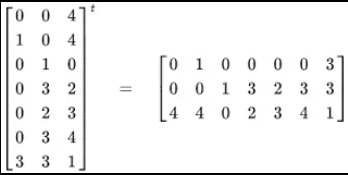 0 0 4 t
1 0 4
0 1 0
0 3 2 = 0 1 0 0 0 0 3
0 2 3 0 0 1 3 2 3 3
0 3 4 4 4 0 2 3 4 1
3 3 1